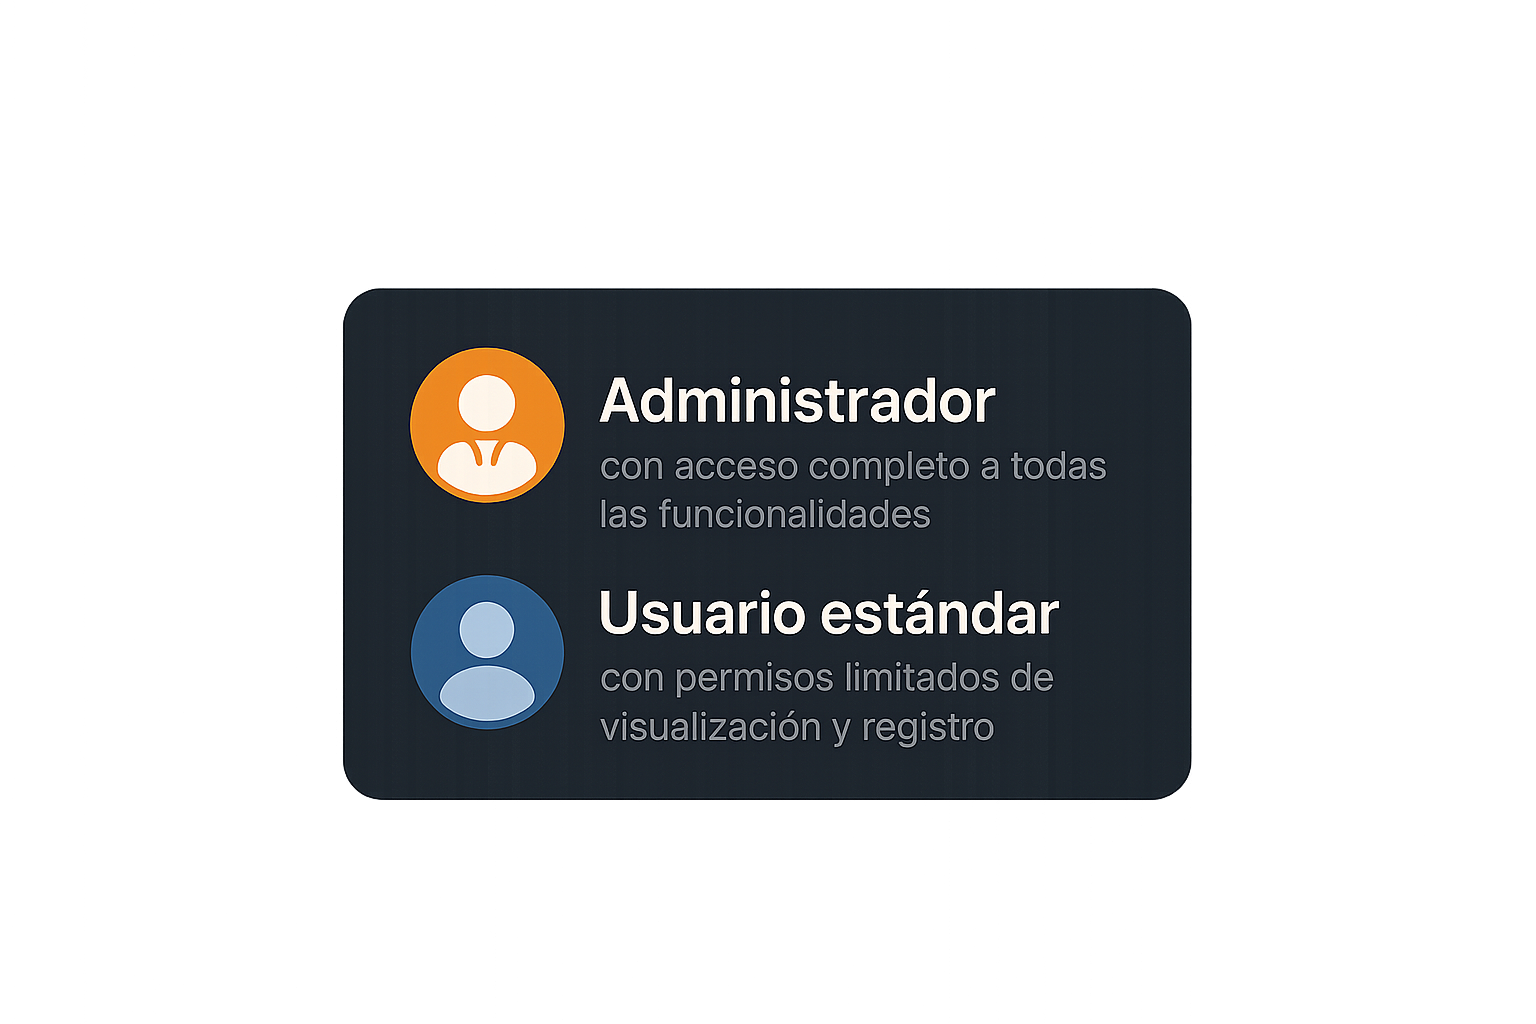 Administrador
con acceso completo a todas
las funcionalidades
Usuario estándar
con permisos limitados de
visualización y registro